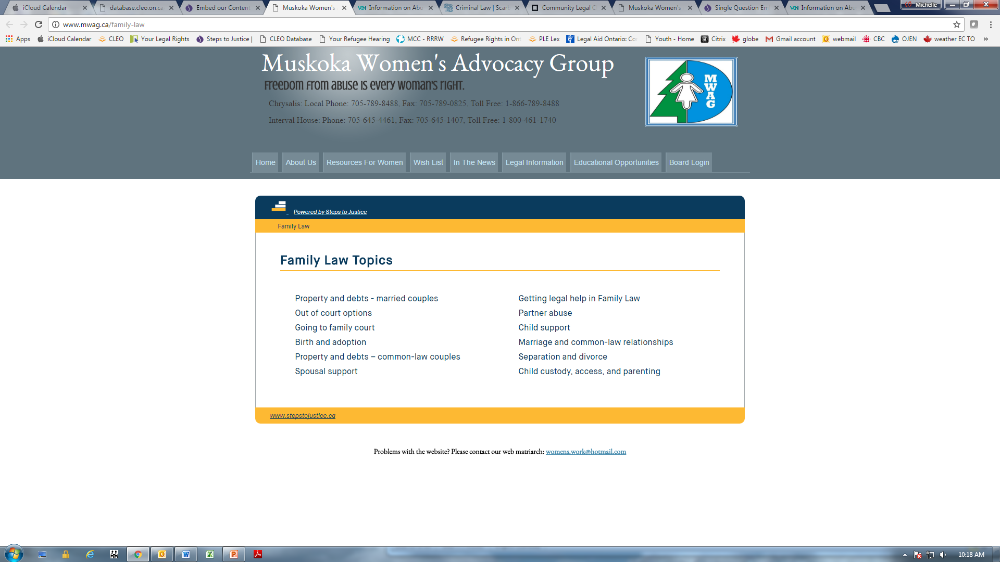 iCloud Calendar database.cleo.on.ca Embed our Content Muskoka Women's Information on Abu Criminal Law | Scarb Community Legal C Muskoka Women's Single Question Em Information on Abu Michelle
www.mwag.ca/family-law
Apps iCloud Calendar CLEO Your Legal Rights Steps to Justice | CLEO Database Your Refugee Hearing MCC - RRRW Refugee Rights in Ont PLE Lex Legal Aid Ontario: Co Youth - Home Citrix globe Gmail account webmail CBC OJEN weather EC TO »
Muskoka Women's Advocacy Group
Freedom from abuse is every woman's right.
Chrysalis: Local Phone: 705-789-8488, Fax: 705-789-0825, Toll Free: 1-866-789-8488
Interval House: Phone: 705-645-4461, Fax: 705-645-1407, Toll Free: 1-800-461-1740
MWAG
Home About Us Resources For Women Wish List In The News Legal Information Educational Opportunities Board Login
Powered by Steps to Justice
Family Law
Family Law Topics
Property and debts - married couples
Out of court options
Going to family court
Birth and adoption
Property and debts – common-law couples
Spousal support
Getting legal help in Family Law
Partner abuse
Child support
Marriage and common-law relationships
Separation and divorce
Child custody, access, and parenting
www.stepstojustice.ca
Problems with the website? Please contact our web matriarch: womens.work@hotmail.com
10:18 AM